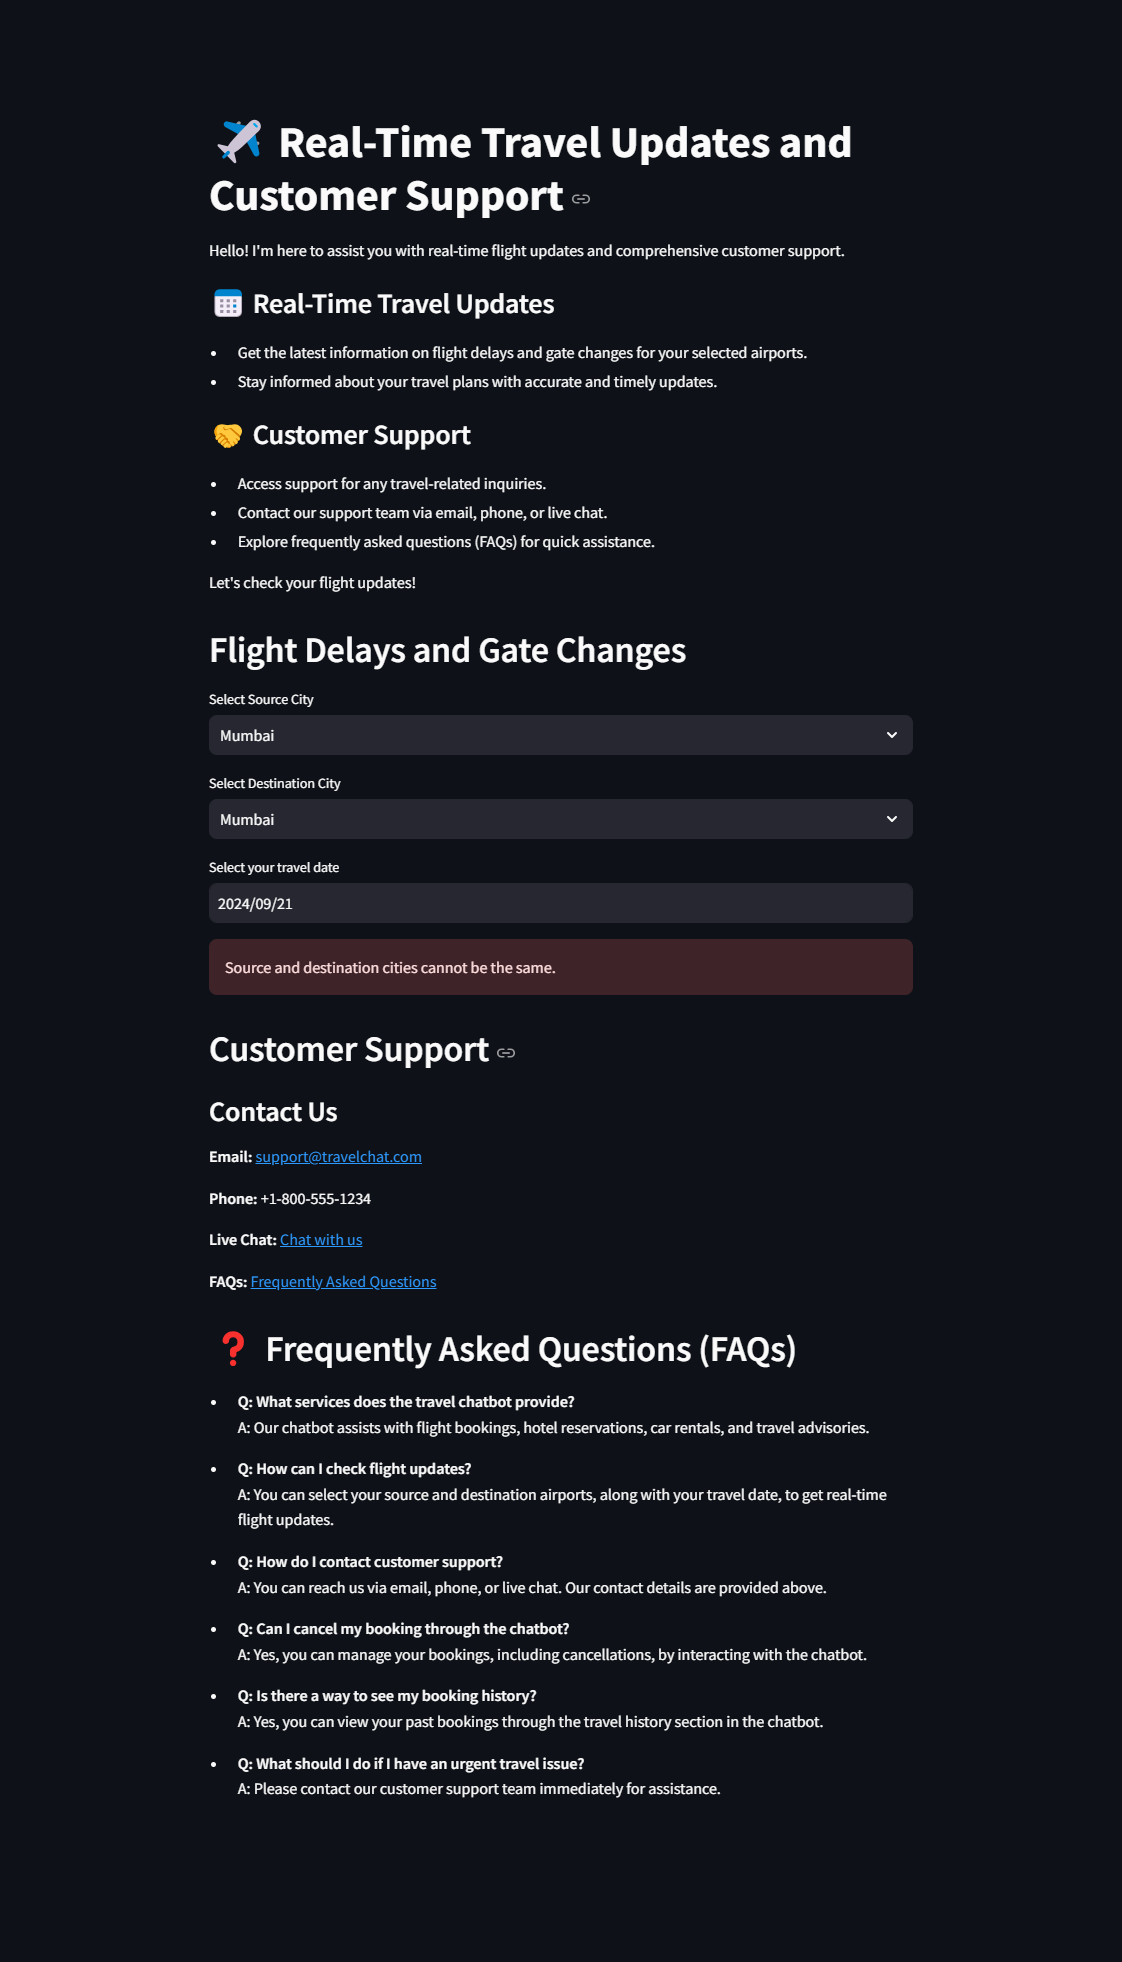 Real-Time Travel Updates and
Customer Support
Hello! I'm here to assist you with real-time flight updates and comprehensive customer support.
Real-Time Travel Updates
• Get the latest information on flight delays and gate changes for your selected airports.
• Stay informed about your travel plans with accurate and timely updates.
Customer Support
• Access support for any travel-related inquiries.
• Contact our support team via email, phone, or live chat.
• Explore frequently asked questions (FAQs) for quick assistance.
Let's check your flight updates!
Flight Delays and Gate Changes
Select Source City
Mumbai
Select Destination City
Mumbai
Select your travel date
2024/09/21
Source and destination cities cannot be the same.
Customer Support
Contact Us
Email: support@travelchat.com
Phone: +1-800-555-1234
Live Chat: Chat with us
FAQs: Frequently Asked Questions
❓ Frequently Asked Questions (FAQs)
• Q: What services does the travel chatbot provide?
A: Our chatbot assists with flight bookings, hotel reservations, car rentals, and travel advisories.
• Q: How can I check flight updates?
A: You can select your source and destination airports, along with your travel date, to get real-time
flight updates.
• Q: How do I contact customer support?
A: You can reach us via email, phone, or live chat. Our contact details are provided above.
• Q: Can I cancel my booking through the chatbot?
A: Yes, you can manage your bookings, including cancellations, by interacting with the chatbot.
• Q: Is there a way to see my booking history?
A: Yes, you can view your past bookings through the travel history section in the chatbot.
• Q: What should I do if I have an urgent travel issue?
A: Please contact our customer support team immediately for assistance.